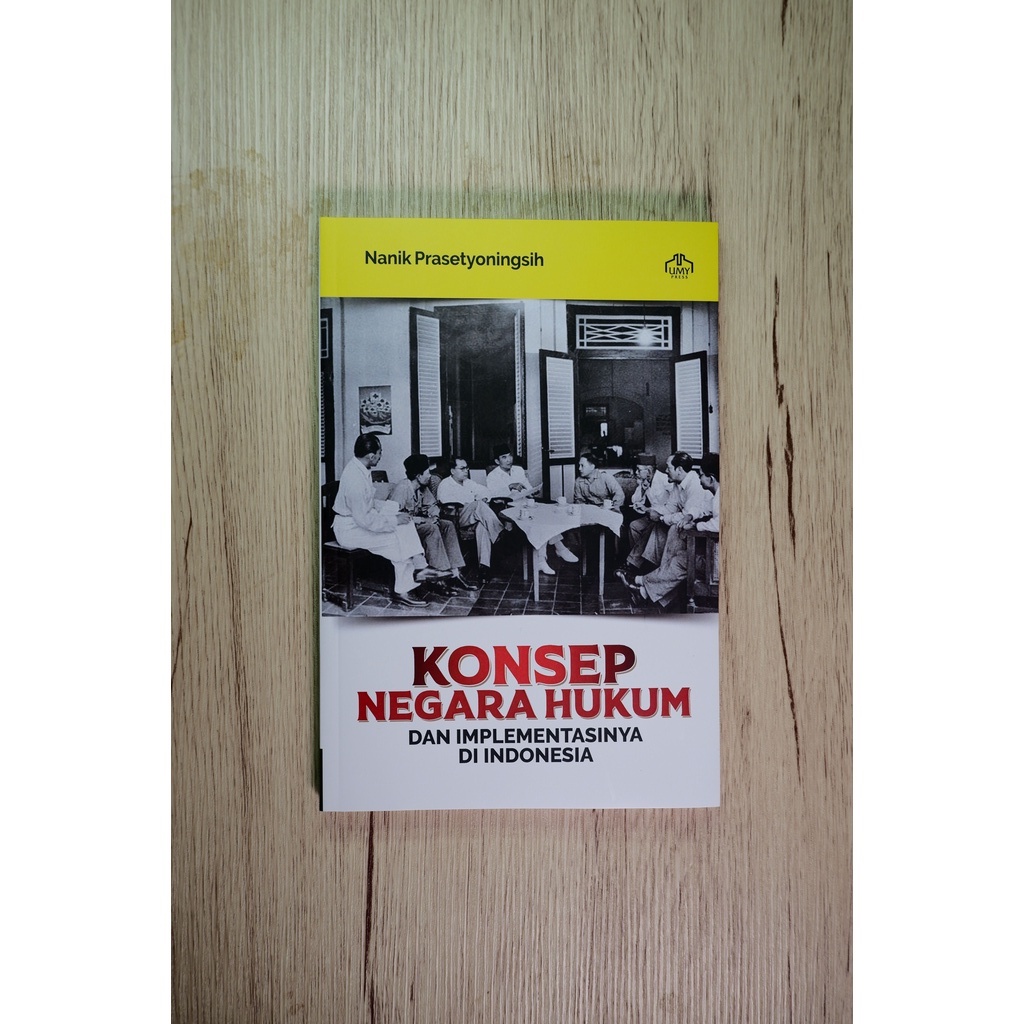 Nanik Prasetyoningsih
UMY
PRESS
KONSEP
NEGARA HUKUM
DAN IMPLEMENTASINYA
DI INDONESIA